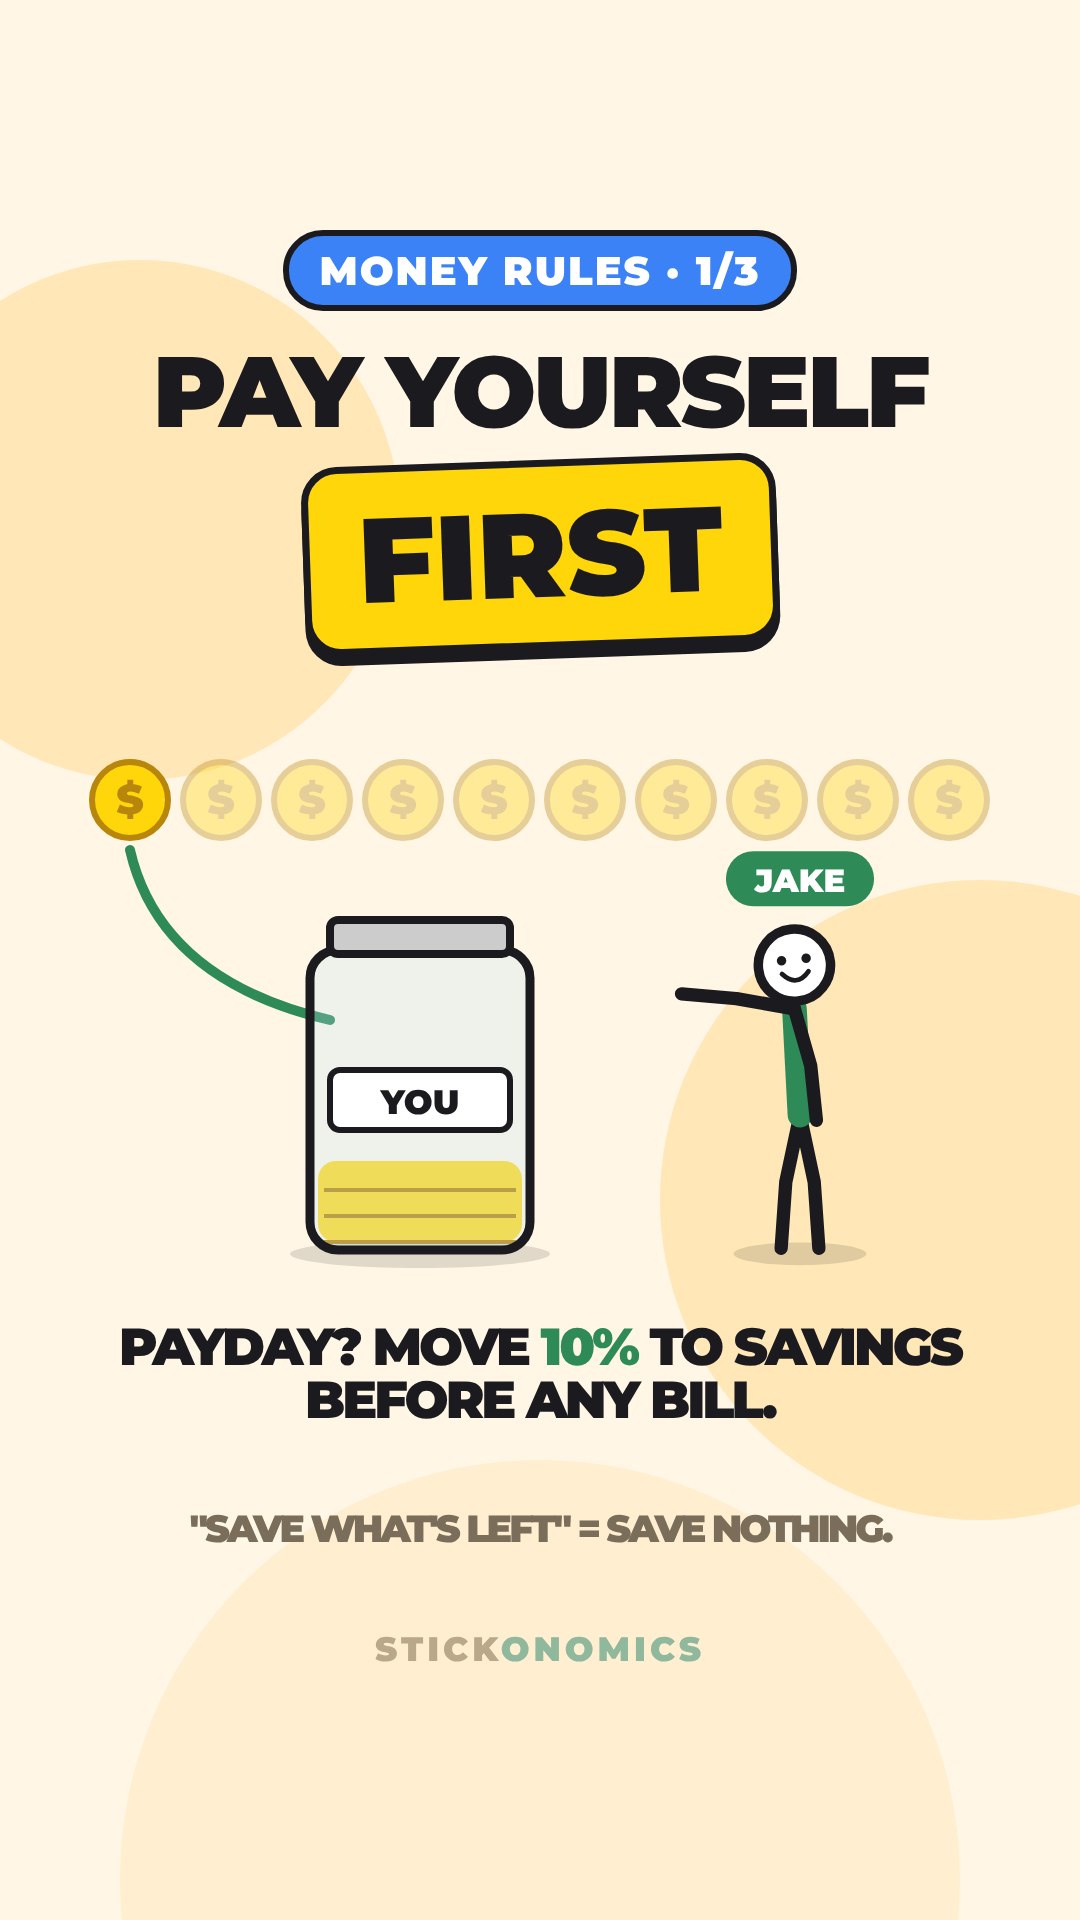 MONEY RULES • 1/3
PAY YOURSELF
FIRST
$ $ $ $ $ $ $ $ $ $
JAKE
YOU
PAYDAY? MOVE 10% TO SAVINGS
BEFORE ANY BILL.
"SAVE WHAT'S LEFT" = SAVE NOTHING.
STICKONOMICS